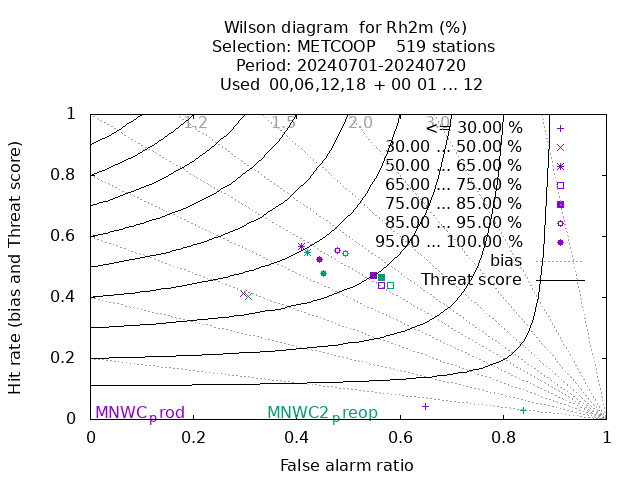 Wilson diagram for Rh2m (%)
Selection: METCOOP 519 stations
Period: 20240701-20240720
Used 00,06,12,18 + 00 01 ... 12
1.2 1.5 2.0 3.0
<= 30.00 %
30.00 ... 50.00 %
50.00 ... 65.00 %
65.00 ... 75.00 %
75.00 ... 85.00 %
85.00 ... 95.00 %
95.00 ... 100.00 %
bias
Threat score
Hit rate (bias and Threat score)
1
0.8
0.6
0.4
0.2
0
MNWCprod MNWC2preop
0 0.2 0.4 0.6 0.8 1
False alarm ratio